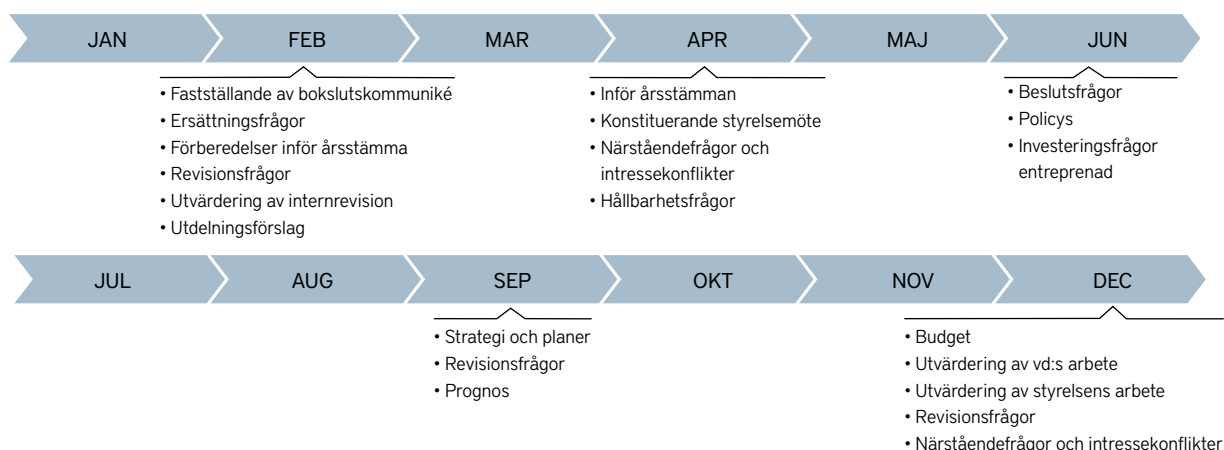 JAN FEB MAR APR MAJ JUN
• Fastställande av bokslutskommuniké
• Ersättningsfrågor
• Förberedelser inför årsstämma
• Revisionsfrågor
• Utvärdering av internrevision
• Utdelningsförslag
• Inför årsstämman
• Konstituerande styrelsemöte
• Närståendefrågor och
intressekonflikter
• Hållbarhetsfrågor
• Beslutsfrågor
• Policys
• Investeringsfrågor
entreprenad
JUL AUG SEP OKT NOV DEC
• Strategi och planer
• Revisionsfrågor
• Prognos
• Budget
• Utvärdering av vd:s arbete
• Utvärdering av styrelsens arbete
• Revisionsfrågor
• Närståendefrågor och intressekonflikter